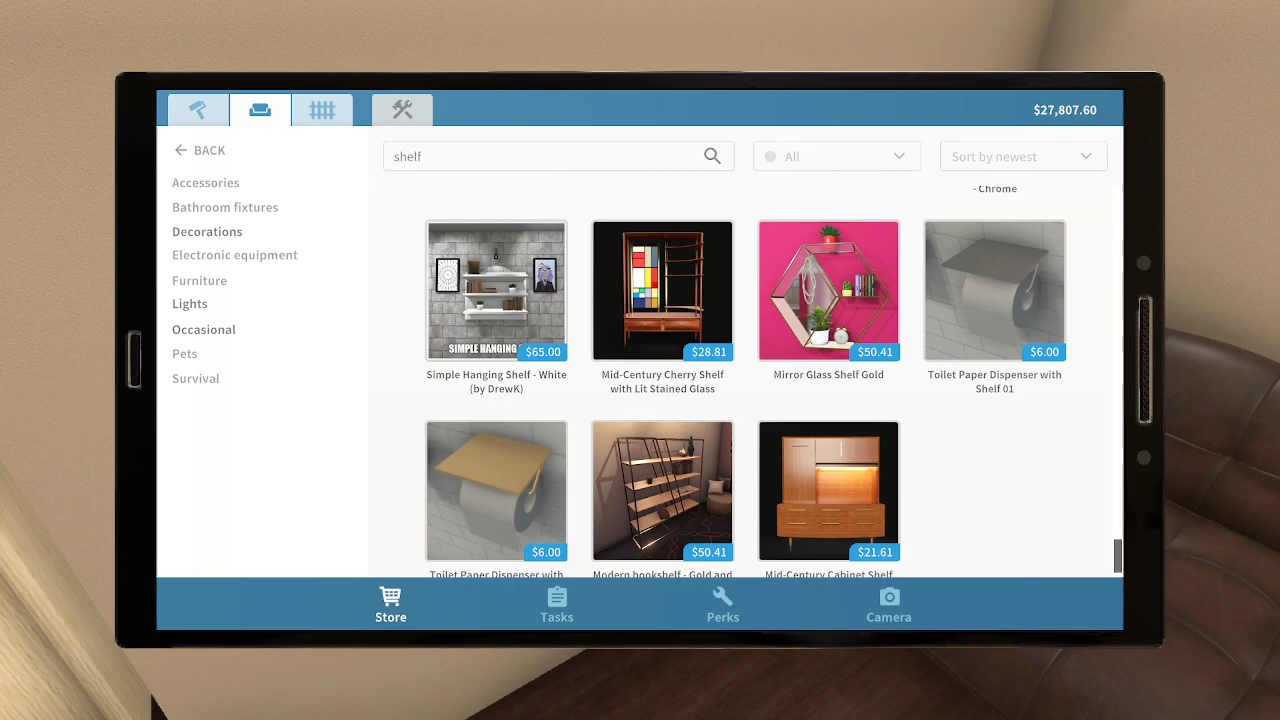 $27,807.60
BACK
shelf
All
Sort by newest
Accessories
Bathroom fixtures
Decorations
Electronic equipment
Furniture
Lights
Occasional
Pets
Survival
- Chrome
SIMPLE HANGING
$65.00
$28.81
$50.41
$6.00
Simple Hanging Shelf - White
(by DrewK)
Mid-Century Cherry Shelf
with Lit Stained Glass
Mirror Glass Shelf Gold
Toilet Paper Dispenser with
Shelf 01
$6.00
$50.41
$21.61
Toilet Paper Dispenser with
Modern bookshelf - Gold and
Mid-Century Cabinet Shelf
Store
Tasks
Perks
Camera